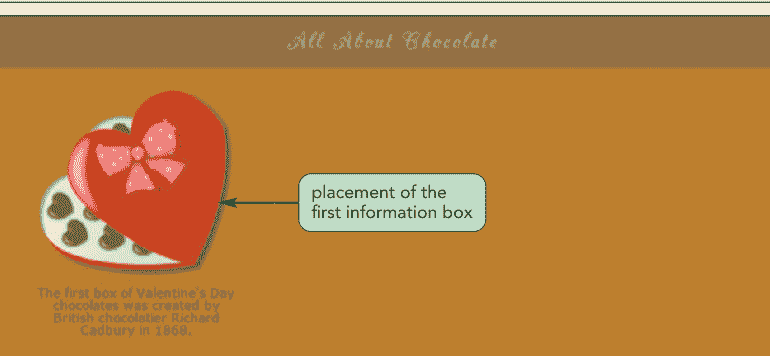 All About Chocolate
placement of the
first information box
The first box of Valentine's Day
chocolates was created by
British chocolatier Richard
Cadbury in 1868.